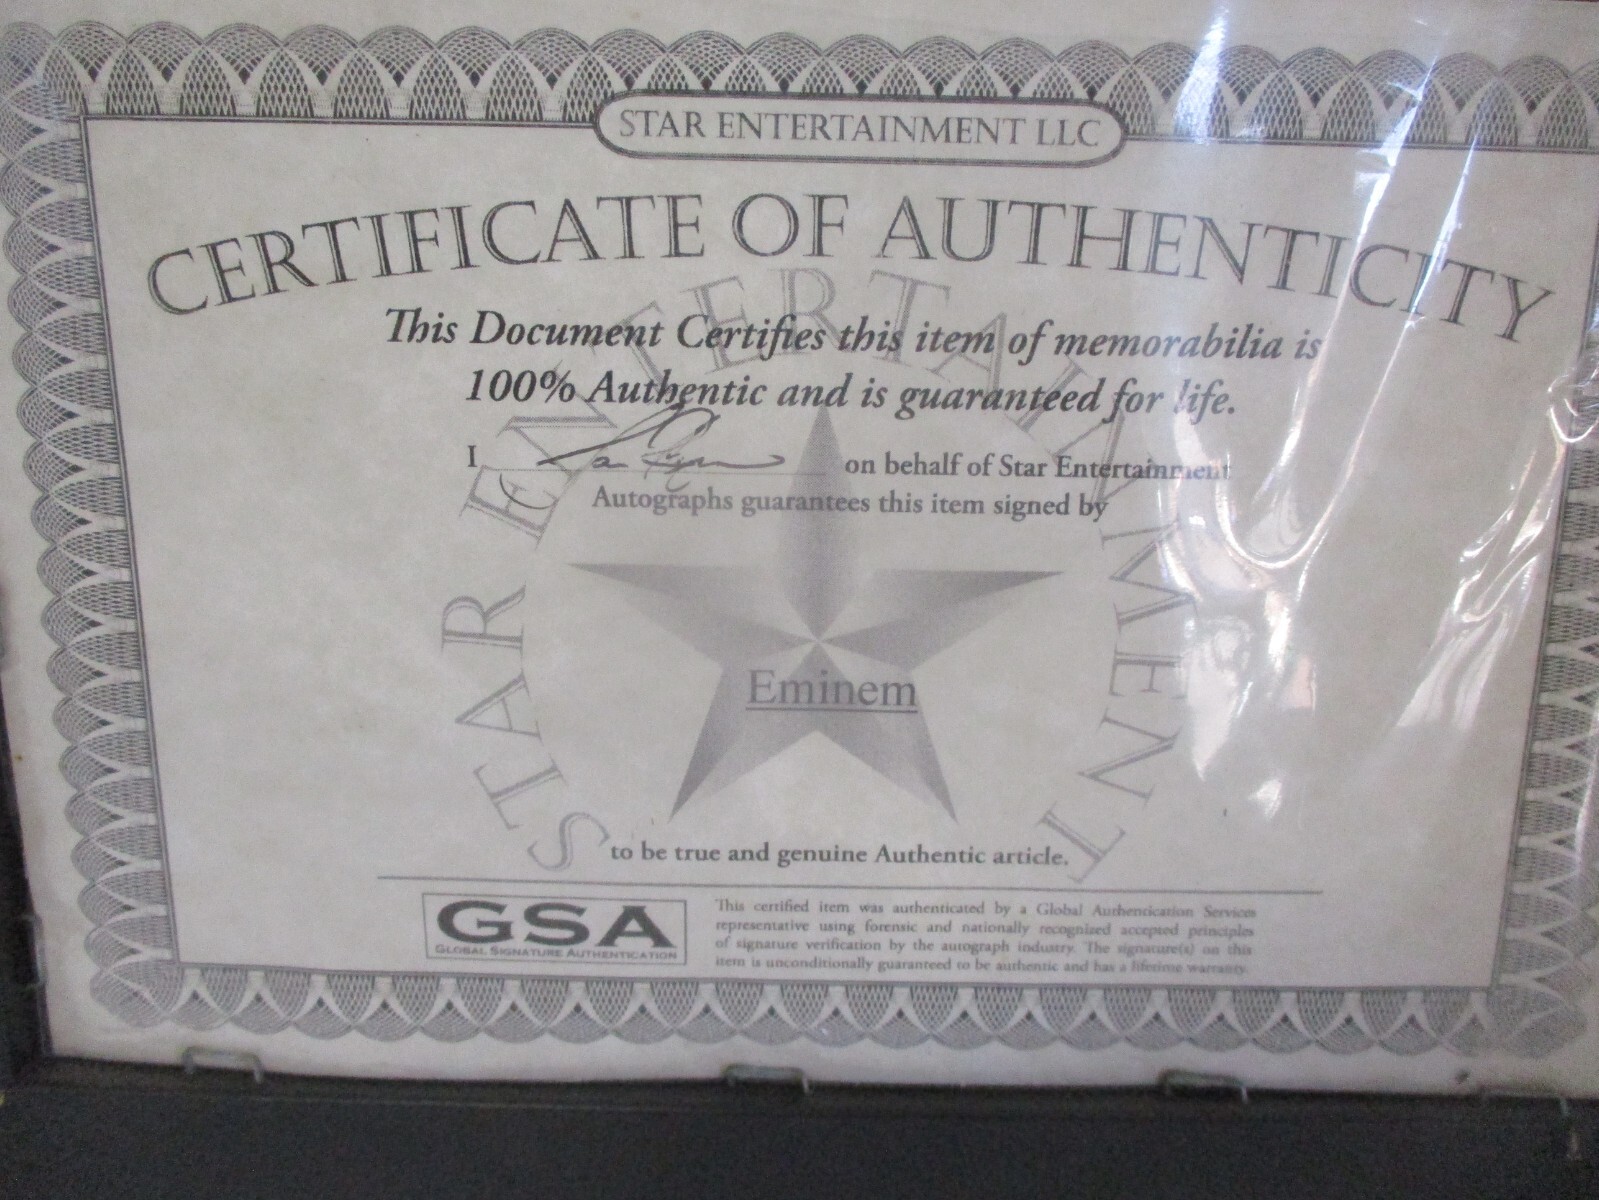 STAR ENTERTAINMENT LLC
CERTIFICATE OF AUTHENTICITY
This Document Certifies this item of memorabilia is
100% Authentic and is guaranteed for life.
I on behalf of Star Entertainment
Autographs guarantees this item signed by
STAR ENTERTAINMENT
Eminem
to be true and genuine Authentic article.
GSA
GLOBAL SIGNATURE AUTHENTICATION
This certified item was authenticated by a Global Authentication Services
representative using forensic and nationally recognized accepted principles
of signature verification by the autograph industry. The signature(s) on this
item is unconditionally guaranteed to be authentic and has a lifetime warranty.